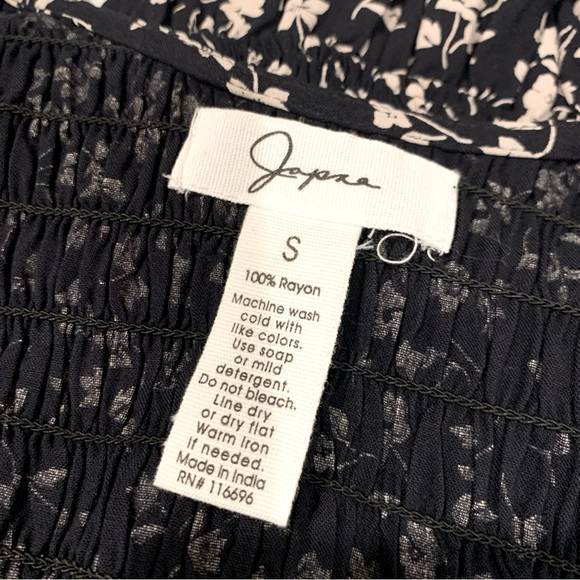 Japna
S
100% Rayon
Machine wash
cold with
like colors.
Use soap
or mild
detergent.
Do not bleach.
Line dry
or dry flat
Warm iron
if needed.
Made in India
RN# 116696